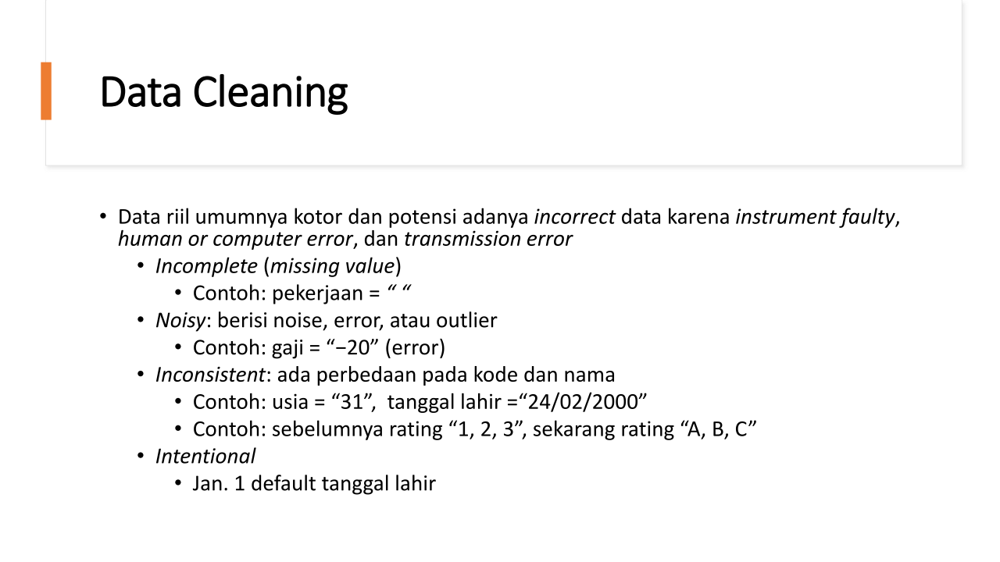 Data Cleaning
• Data riil umumnya kotor dan potensi adanya incorrect data karena instrument faulty,
human or computer error, dan transmission error
• Incomplete (missing value)
• Contoh: pekerjaan = “ “
• Noisy: berisi noise, error, atau outlier
• Contoh: gaji = “−20” (error)
• Inconsistent: ada perbedaan pada kode dan nama
• Contoh: usia = “31”,  tanggal lahir =“24/02/2000”
• Contoh: sebelumnya rating “1, 2, 3”, sekarang rating “A, B, C”
• Intentional
• Jan. 1 default tanggal lahir